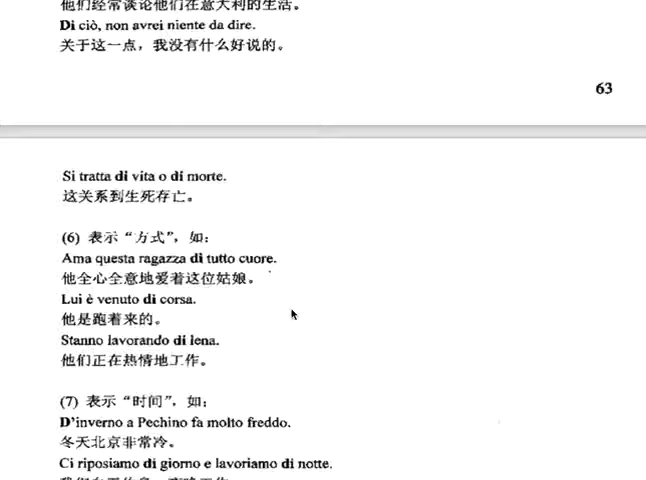 他们经常谈论他们在意大利的生活。
Di ciò, non avrei niente da dire.
关于这一点，我没有什么好说的。
63
Si tratta di vita o di morte.
这关系到生死存亡。
(6) 表示“方式”，如：
Ama questa ragazza di tutto cuore.
他全心全意地爱着这位姑娘。
Lui è venuto di corsa.
他是跑着来的。
Stanno lavorando di lena.
他们正在热情地工作。
(7) 表示“时间”，如：
D'inverno a Pechino fa molto freddo.
冬天北京非常冷。
Ci riposiamo di giorno e lavoriamo di notte.